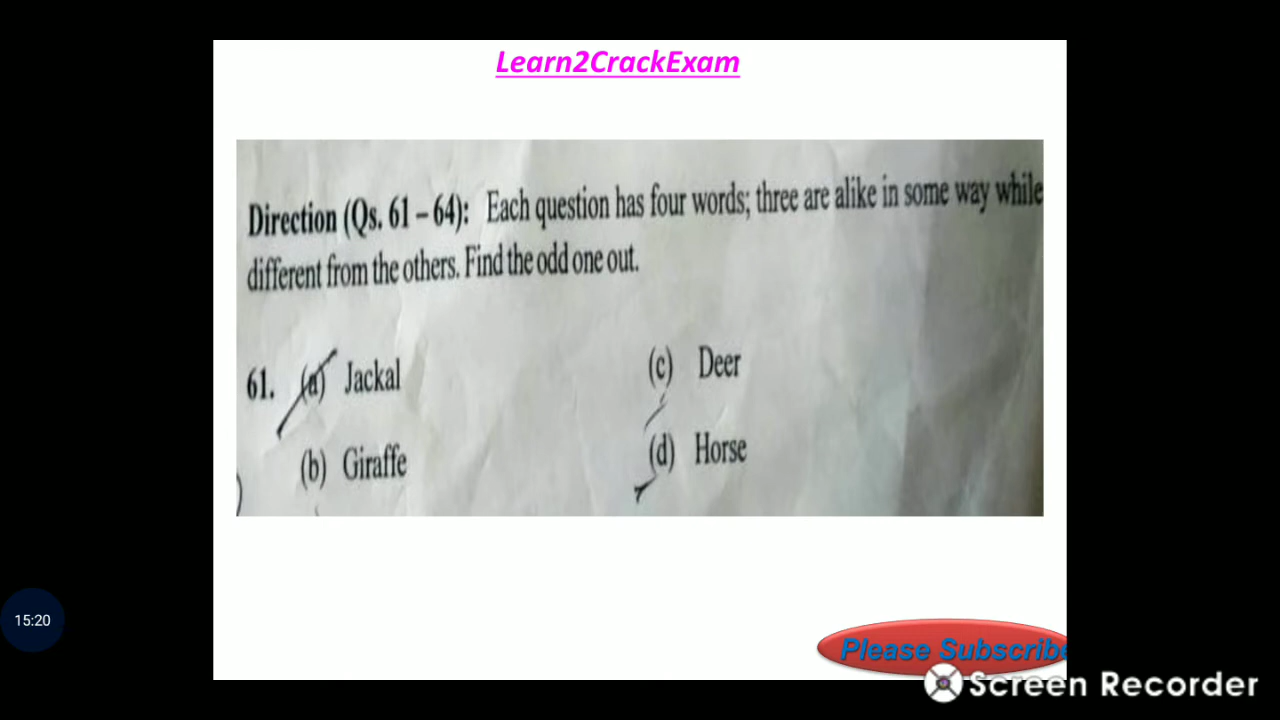 Learn2CrackExam
Direction (Qs. 61 – 64): Each question has four words; three are alike in some way while
different from the others. Find the odd one out.
61. (a) Jackal
(c) Deer
(b) Giraffe
(d) Horse
15:20
Please Subscribe
Screen Recorder